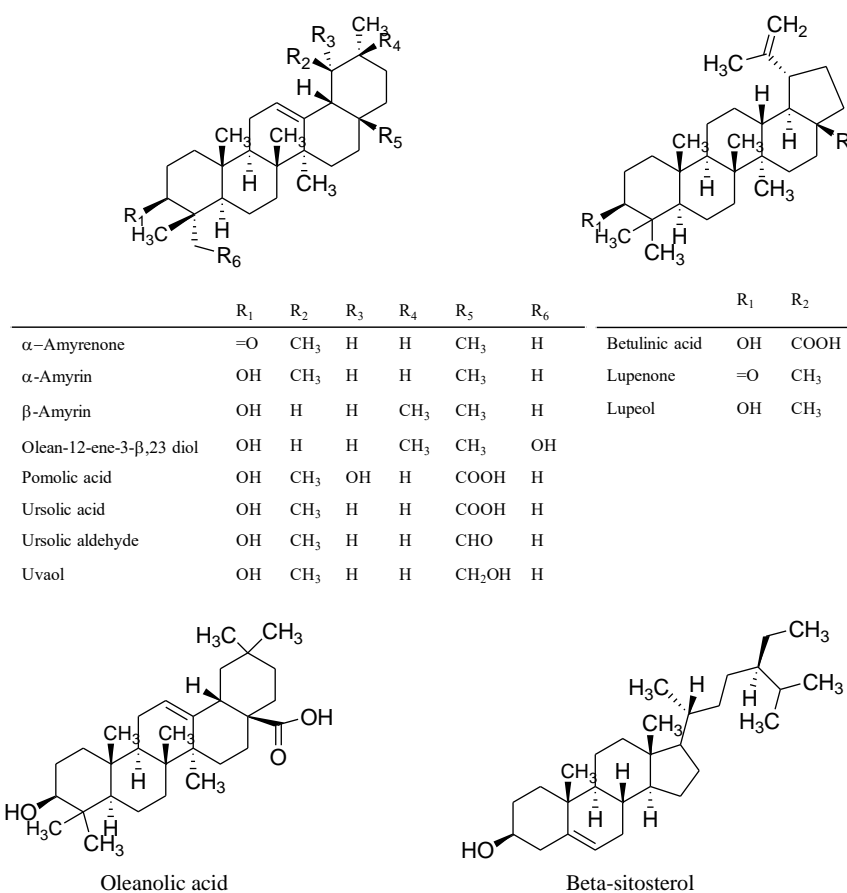 CH₃
R₃
R₂
R₄
H
R₅
CH₃
CH₃
H
CH₃
R₁
H
H₃C
R₆
CH₂
H₃C
H
H
R
CH₃
CH₃
H
CH₃
R₁
H₃C
CH₃
H
R₁ R₂ R₃ R₄ R₅ R₆
α–Amyrenone =O CH₃ H H CH₃ H
α-Amyrin OH CH₃ H H CH₃ H
β-Amyrin OH H H CH₃ CH₃ H
Olean-12-ene-3-β,23 diol OH H H CH₃ CH₃ OH
Pomolic acid OH CH₃ OH H COOH H
Ursolic acid OH CH₃ H H COOH H
Ursolic aldehyde OH CH₃ H H CHO H
Uvaol OH CH₃ H H CH₂OH H
R₁ R₂
Betulinic acid OH COOH
Lupenone =O CH₃
Lupeol OH CH₃
H₃C CH₃
H
OH
O
CH₃ CH₃
H
CH₃
HO
H
H₃C CH₃
Oleanolic acid
CH₃
H₃C H
H
CH₃
CH₃
H₃C
CH₃
H
H
H
HO
Beta-sitosterol